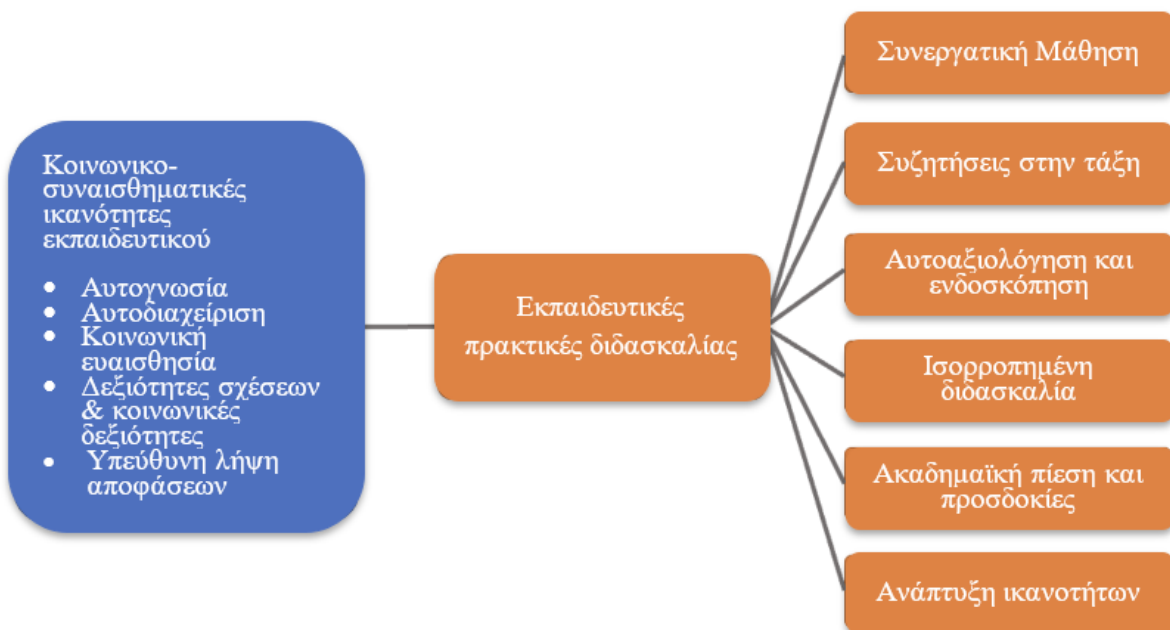 Κοινωνικο-
συναισθηματικές
ικανότητες
εκπαιδευτικού
• Αυτογνωσία
• Αυτοδιαχείριση
• Κοινωνική
ευαισθησία
• Δεξιότητες σχέσεων
& κοινωνικές
δεξιότητες
• Υπεύθυνη λήψη
αποφάσεων
Εκπαιδευτικές
πρακτικές διδασκαλίας
Συνεργατική Μάθηση
Συζητήσεις στην τάξη
Αυτοαξιολόγηση και
ενδοσκόπηση
Ισορροπημένη
διδασκαλία
Ακαδημαϊκή πίεση και
προσδοκίες
Ανάπτυξη ικανοτήτων